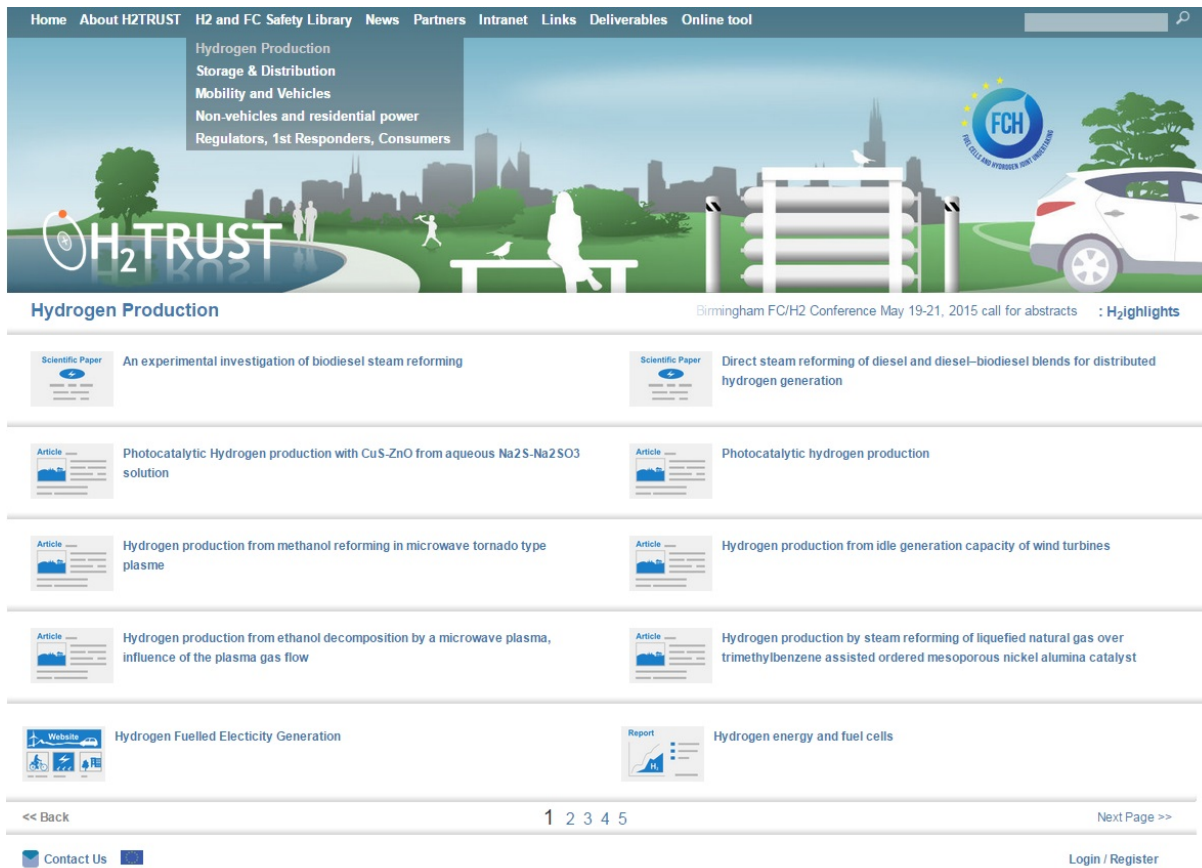 Home About H2TRUST H2 and FC Safety Library News Partners Intranet Links Deliverables Online tool
Hydrogen Production
Storage & Distribution
Mobility and Vehicles
Non-vehicles and residential power
Regulators, 1st Responders, Consumers
FCH
FUEL CELLS AND HYDROGEN JOINT UNDERTAKING
H2TRUST
Hydrogen Production
Birmingham FC/H2 Conference May 19-21, 2015 call for abstracts : H2ighlights
Scientific Paper
An experimental investigation of biodiesel steam reforming
Scientific Paper
Direct steam reforming of diesel and diesel–biodiesel blends for distributed
hydrogen generation
Article
Photocatalytic Hydrogen production with CuS-ZnO from aqueous Na2S-Na2SO3
solution
Article
Photocatalytic hydrogen production
Article
Hydrogen production from methanol reforming in microwave tornado type
plasme
Article
Hydrogen production from idle generation capacity of wind turbines
Article
Hydrogen production from ethanol decomposition by a microwave plasma,
influence of the plasma gas flow
Article
Hydrogen production by steam reforming of liquefied natural gas over
trimethylbenzene assisted ordered mesoporous nickel alumina catalyst
Website
Hydrogen Fuelled Electicity Generation
Report
H2
Hydrogen energy and fuel cells
<< Back 1 2 3 4 5 Next Page >>
Contact Us Login / Register